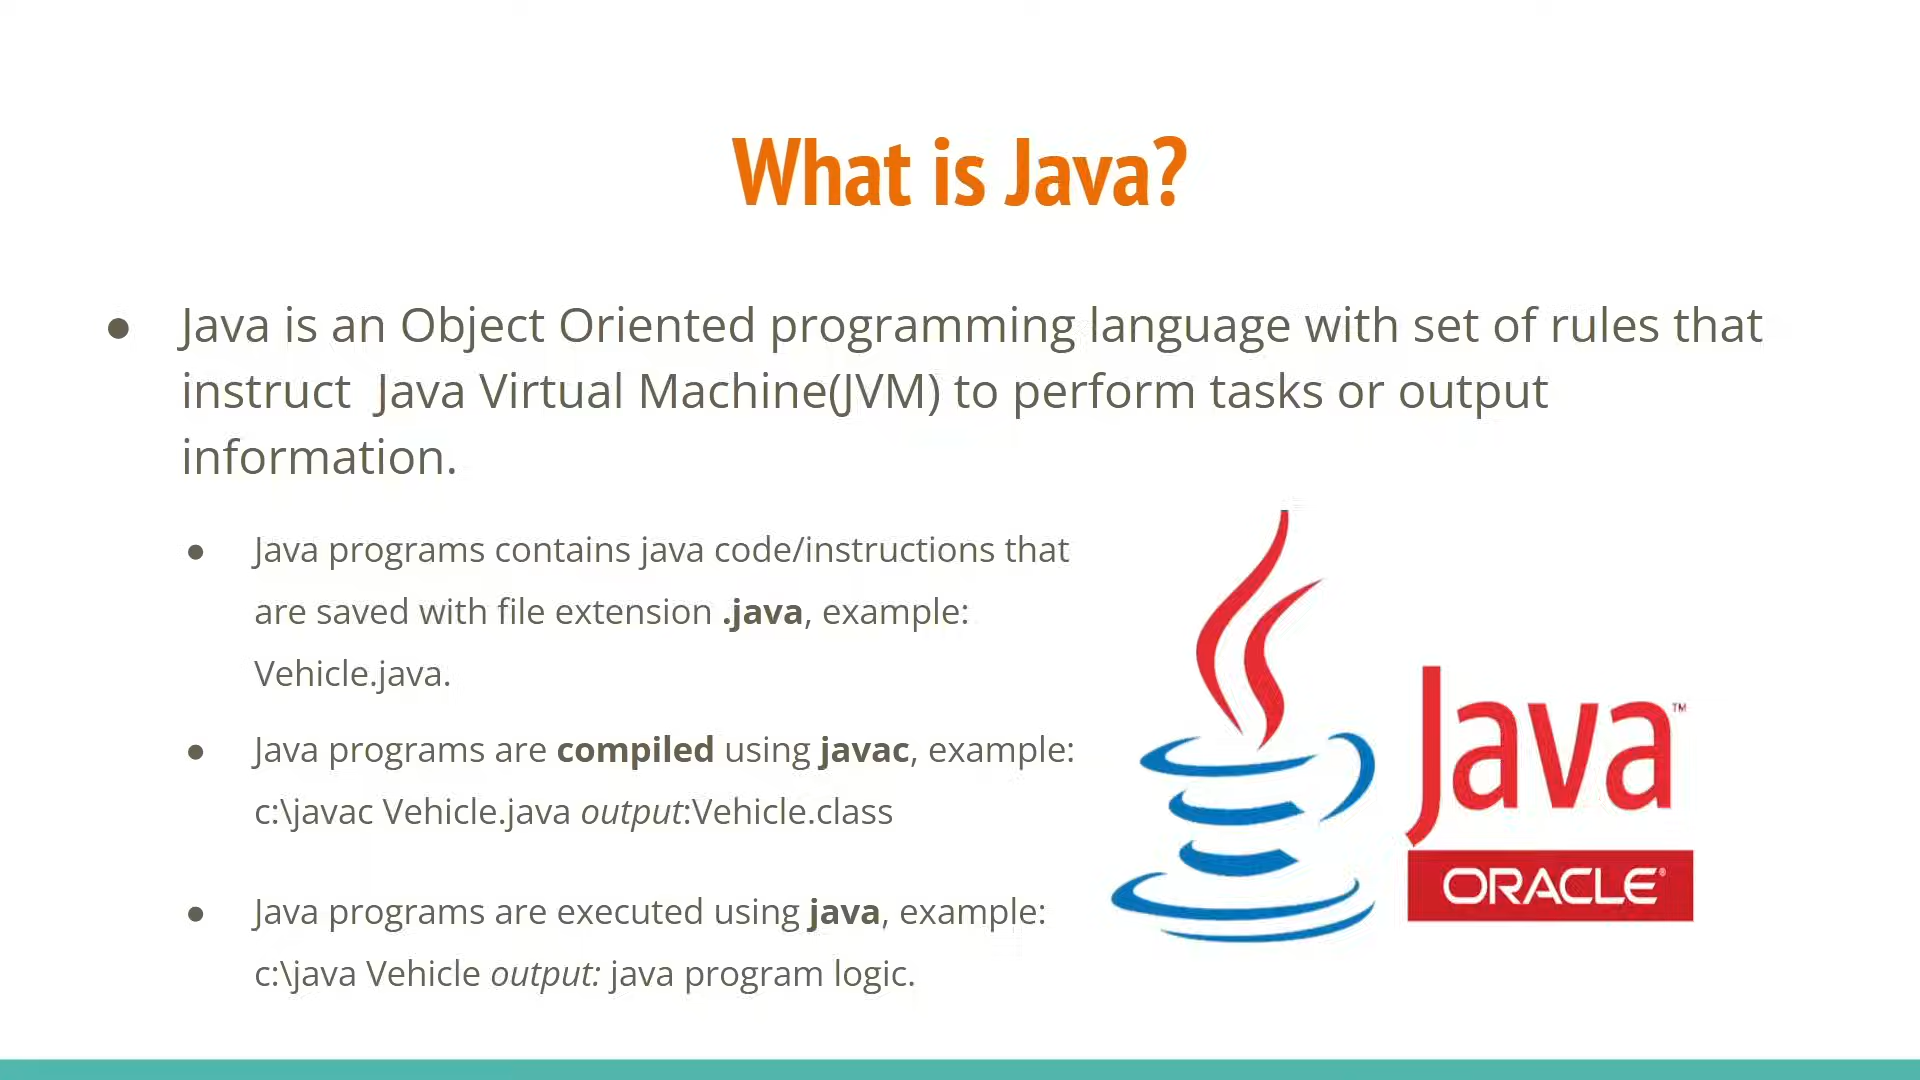 What is Java?
● Java is an Object Oriented programming language with set of rules that
instruct  Java Virtual Machine(JVM) to perform tasks or output
information.
● Java programs contains java code/instructions that
are saved with file extension .java, example:
Vehicle.java.
● Java programs are compiled using javac, example:
c:\javac Vehicle.java output:Vehicle.class
● Java programs are executed using java, example:
c:\java Vehicle output: java program logic.
Java™
ORACLE®